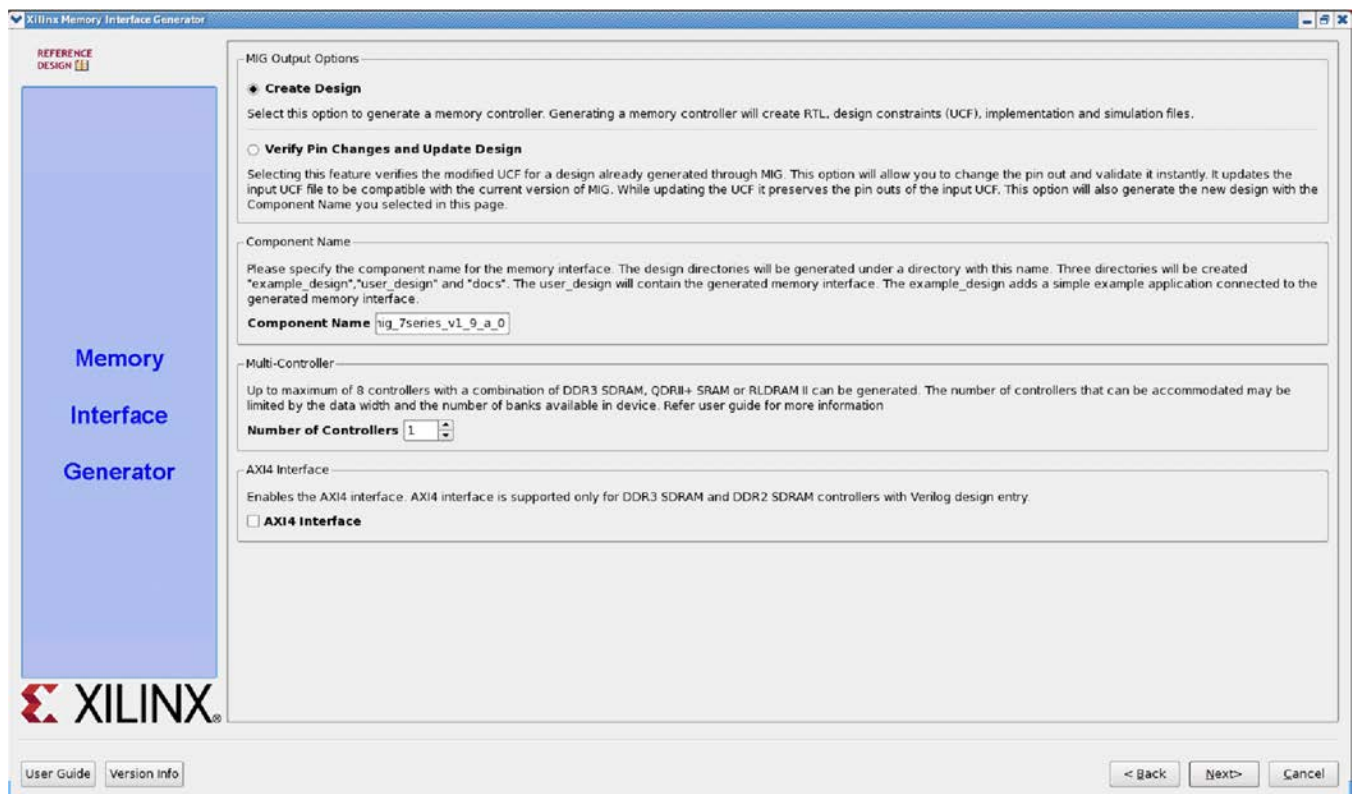 Xilinx Memory Interface Generator
REFERENCE
DESIGN
Memory
Interface
Generator
XILINX®
MIG Output Options
Create Design
Select this option to generate a memory controller. Generating a memory controller will create RTL, design constraints (UCF), implementation and simulation files.
Verify Pin Changes and Update Design
Selecting this feature verifies the modified UCF for a design already generated through MIG. This option will allow you to change the pin out and validate it instantly. It updates the
input UCF file to be compatible with the current version of MIG. While updating the UCF it preserves the pin outs of the input UCF. This option will also generate the new design with the
Component Name you selected in this page.
Component Name
Please specify the component name for the memory interface. The design directories will be generated under a directory with this name. Three directories will be created
"example_design","user_design" and "docs". The user_design will contain the generated memory interface. The example_design adds a simple example application connected to the
generated memory interface.
Component Name nig_7series_v1_9_a_0
Multi-Controller
Up to maximum of 8 controllers with a combination of DDR3 SDRAM, QDRII+ SRAM or RLDRAM II can be generated. The number of controllers that can be accommodated may be
limited by the data width and the number of banks available in device. Refer user guide for more information
Number of Controllers 1
AXI4 Interface
Enables the AXI4 interface. AXI4 interface is supported only for DDR3 SDRAM and DDR2 SDRAM controllers with Verilog design entry.
AXI4 Interface
User Guide Version Info < Back Next> Cancel